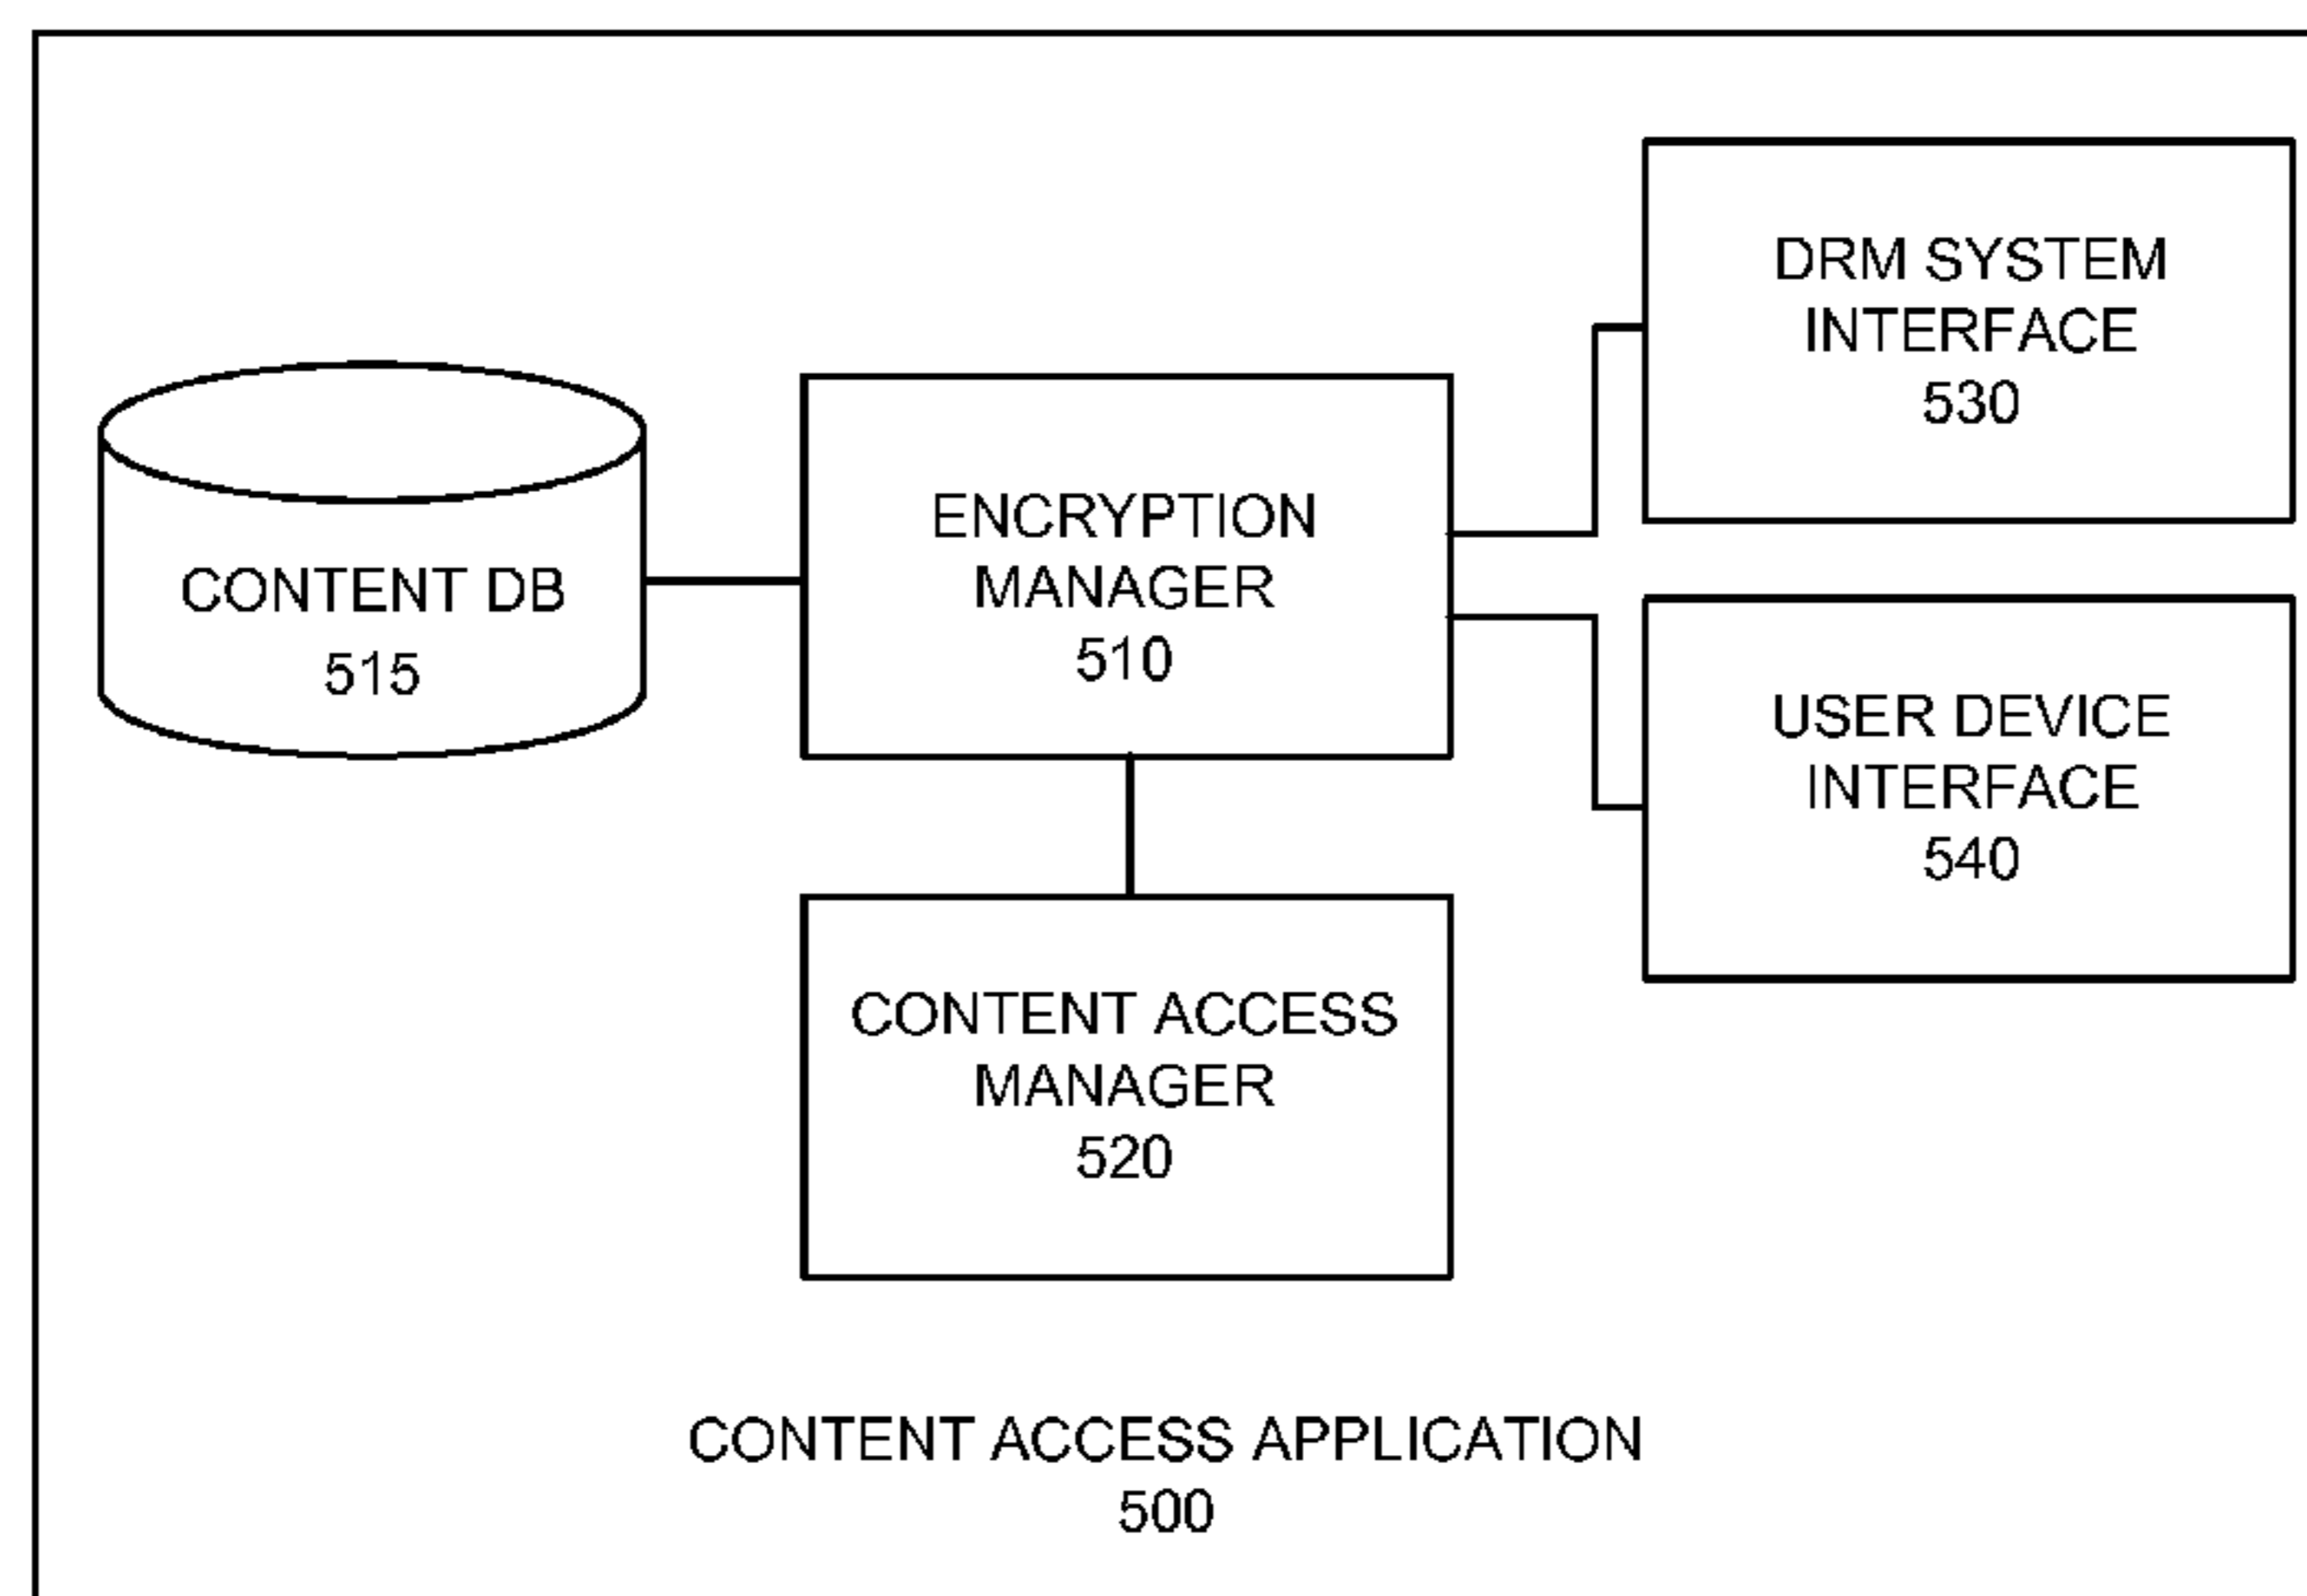 DRM SYSTEM
INTERFACE
530
CONTENT DB
515
ENCRYPTION
MANAGER
510
USER DEVICE
INTERFACE
540
CONTENT ACCESS
MANAGER
520
CONTENT ACCESS APPLICATION
500